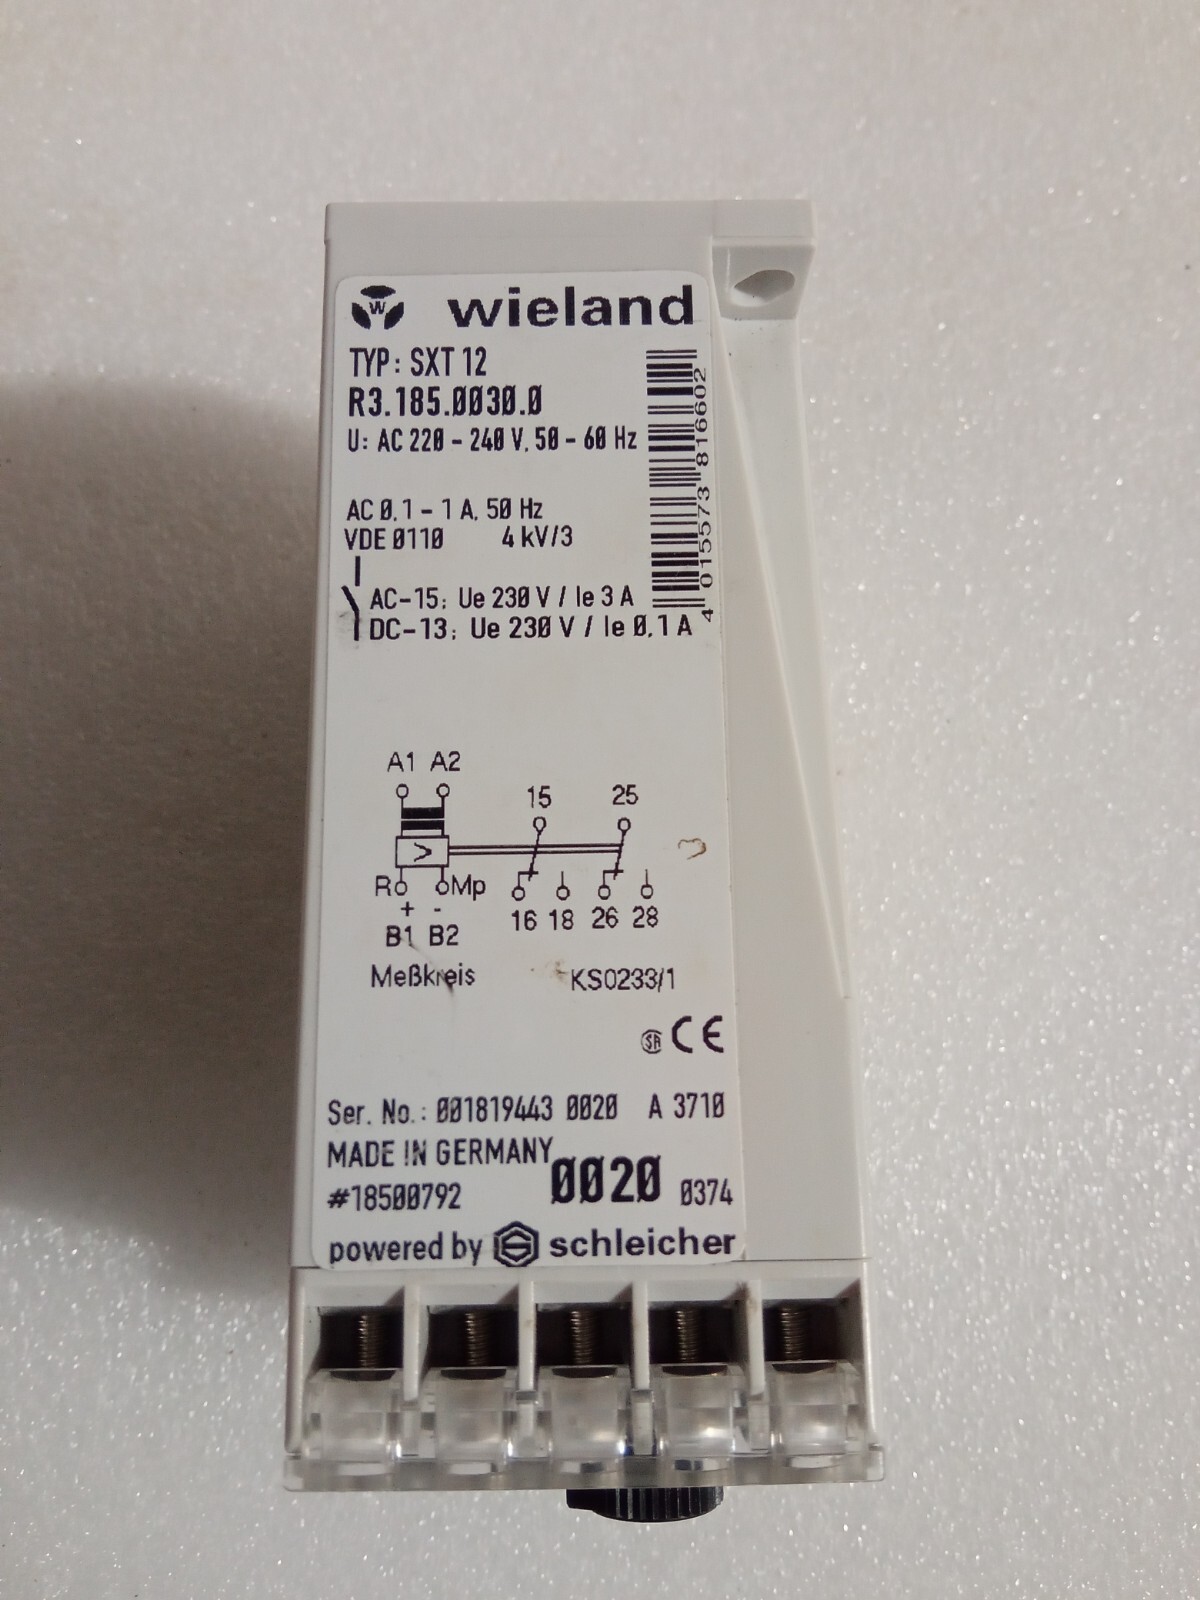 W wieland
TYP: SXT 12
R3.185.0030.0
U: AC 220 - 240 V, 50 - 60 Hz
AC 0,1 - 1 A, 50 Hz
VDE 0110 4 kV/3
AC-15: Ue 230 V / Ie 3 A
DC-13: Ue 230 V / Ie 0,1 A
4 015573 816602
A1 A2
15 25
>
R Mp
+ -
16 18 26 28
B1 B2
Meßkreis KS0233/1
SA CE
Ser. No.: 001819443 0020 A 3710
MADE IN GERMANY
#18500792 0020 0374
powered by S schleicher